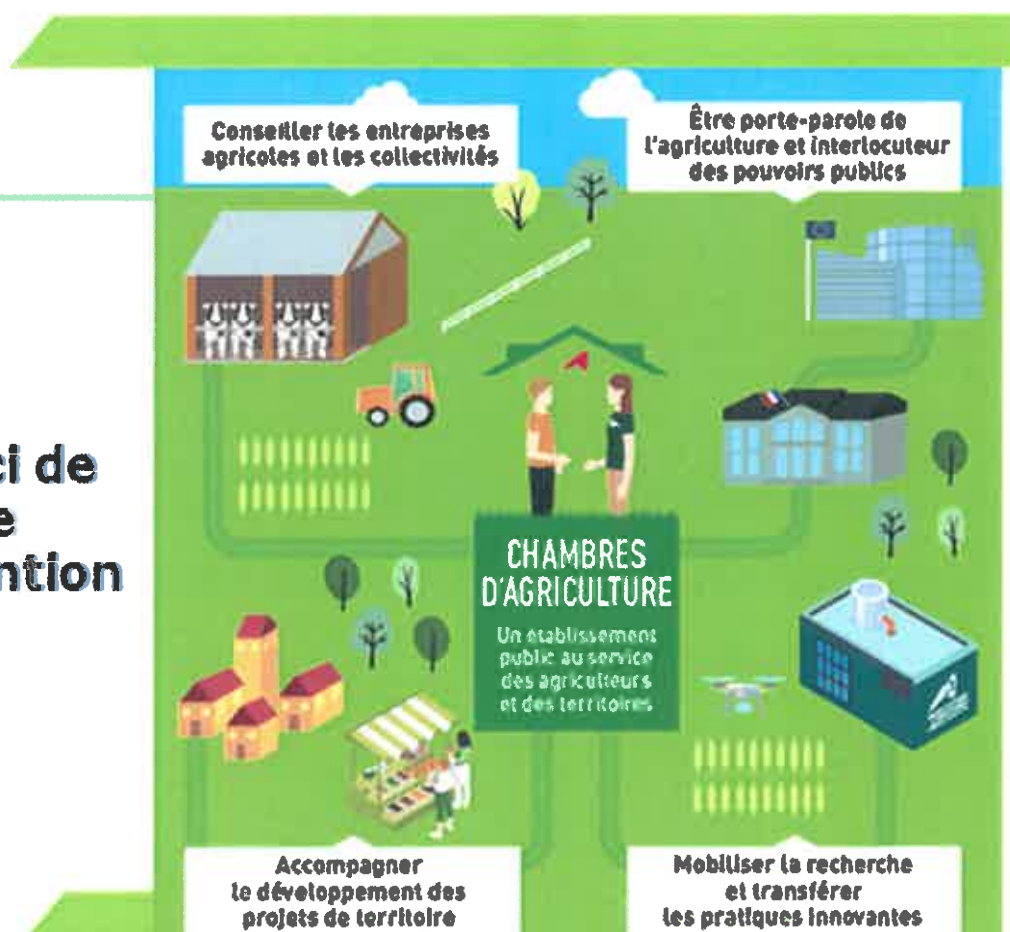 ci de
e
ntion
Conseiller les entreprises
agricoles et les collectivités
Être porte-parole de
l'agriculture et interlocuteur
des pouvoirs publics
CHAMBRES
D'AGRICULTURE
Un établissement
public au service
des agriculteurs
et des territoires
Accompagner
le développement des
projets de territoire
Mobiliser la recherche
et transférer
les pratiques innovantes